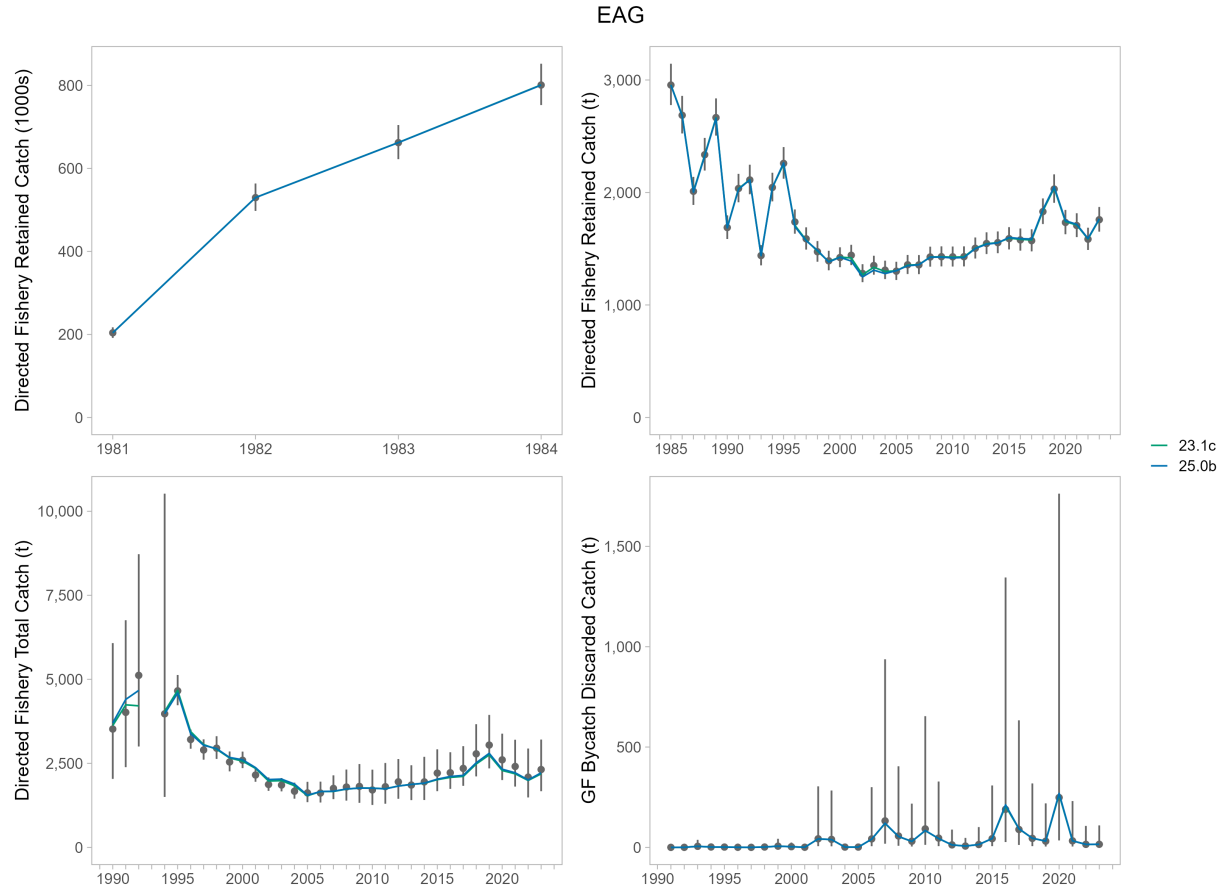 EAG
Directed Fishery Retained Catch (1000s)
800
600
400
200
0
1981 1982 1983 1984
Directed Fishery Retained Catch (t)
3,000
2,000
1,000
0
1985 1990 1995 2000 2005 2010 2015 2020
23.1c
25.0b
Directed Fishery Total Catch (t)
10,000
7,500
5,000
2,500
0
1990 1995 2000 2005 2010 2015 2020
GF Bycatch Discarded Catch (t)
1,500
1,000
500
0
1990 1995 2000 2005 2010 2015 2020